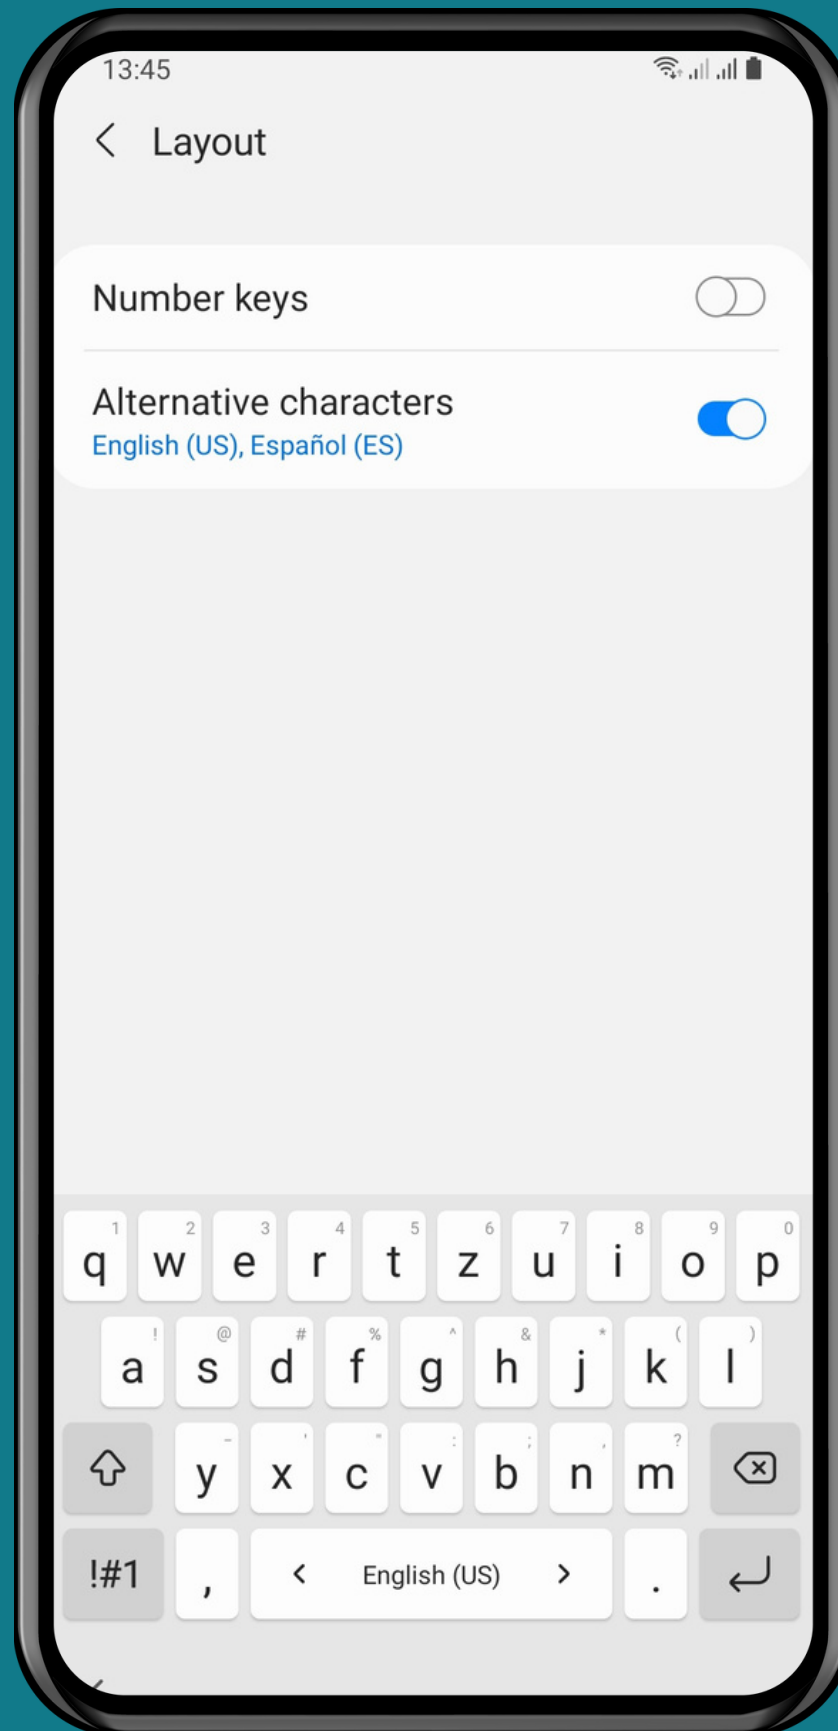 13:45
Layout
Number keys
Alternative characters
English (US), Español (ES)
1 2 3 4 5 6 7 8 9 0
q w e r t z u i o p
! @ # % ^ & * ( )
a s d f g h j k l
- ' " : ; , ?
y x c v b n m
!#1 , < English (US) > .